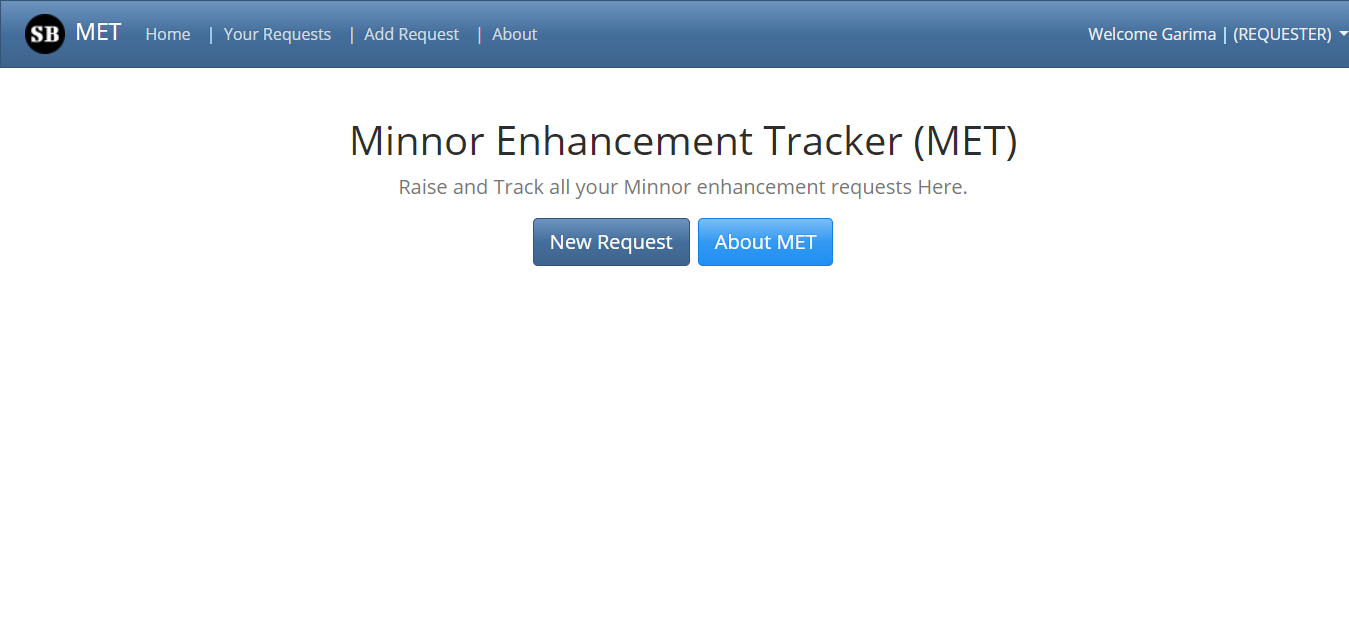 SB MET Home | Your Requests | Add Request | About Welcome Garima | (REQUESTER)
Minnor Enhancement Tracker (MET)
Raise and Track all your Minnor enhancement requests Here.
New Request About MET